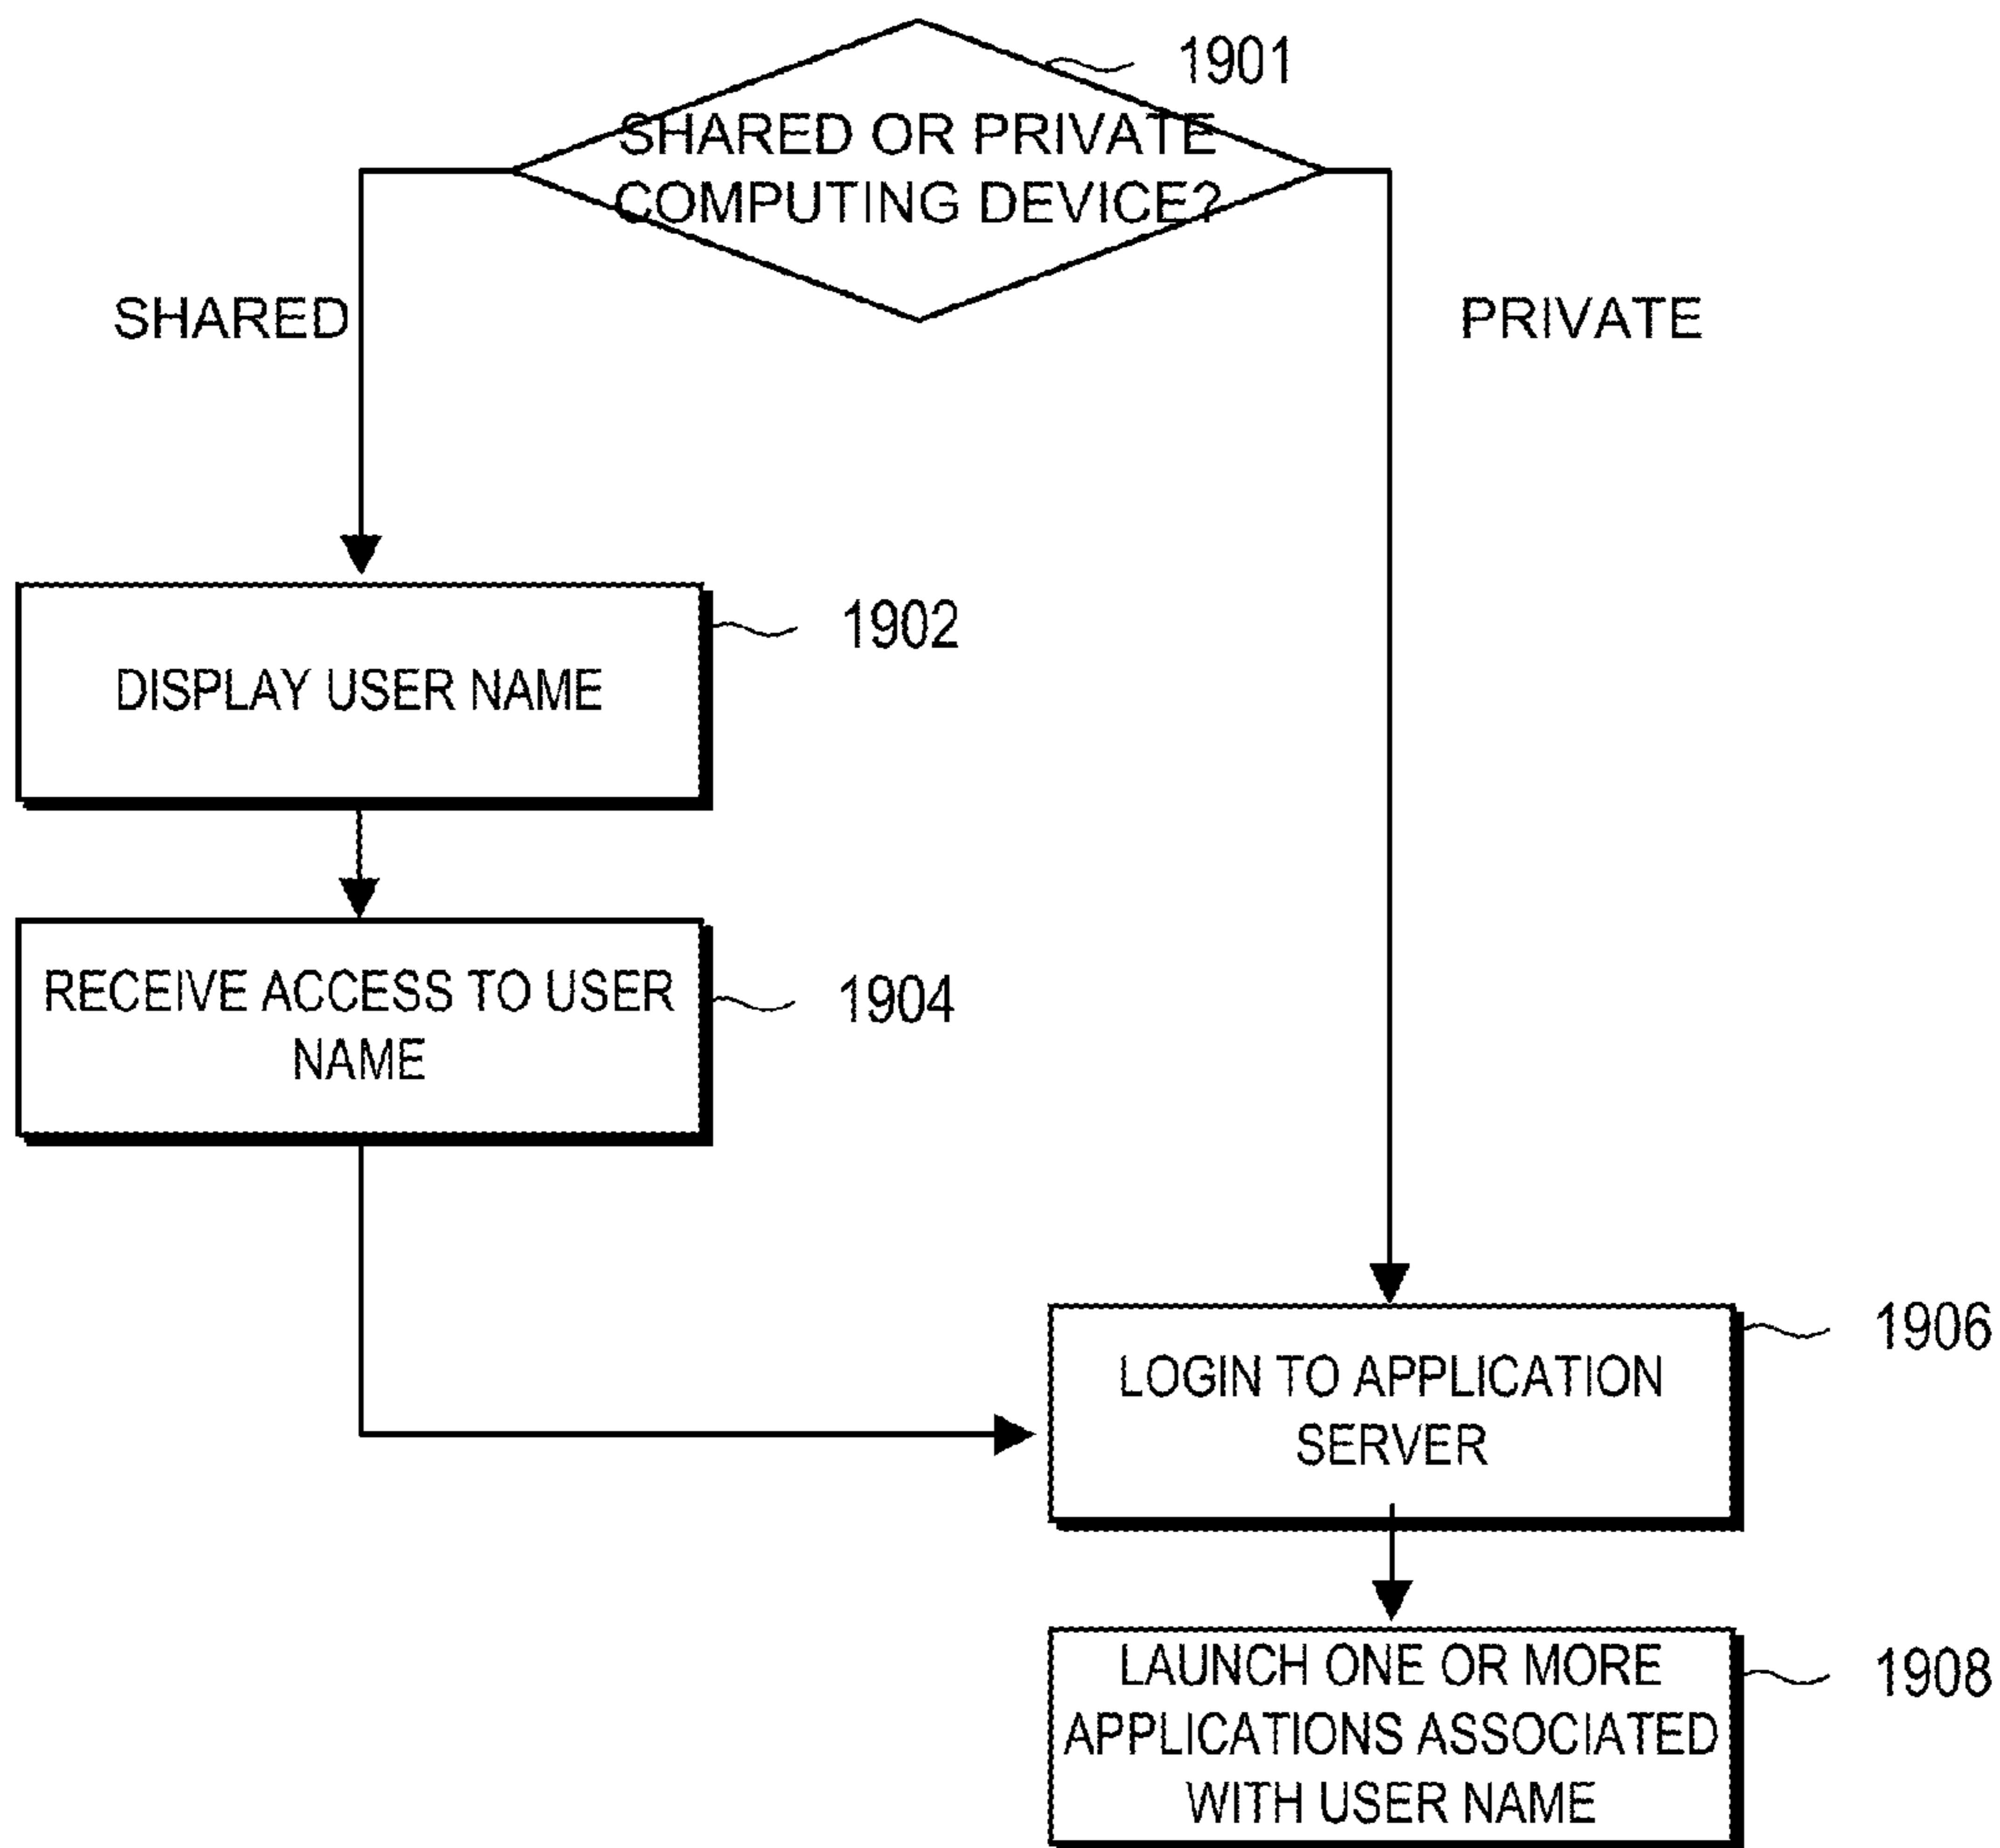 1901
SHARED OR PRIVATE
COMPUTING DEVICE?
SHARED
PRIVATE
1902
DISPLAY USER NAME
RECEIVE ACCESS TO USER
NAME
1904
1906
LOGIN TO APPLICATION
SERVER
LAUNCH ONE OR MORE
APPLICATIONS ASSOCIATED
WITH USER NAME
1908